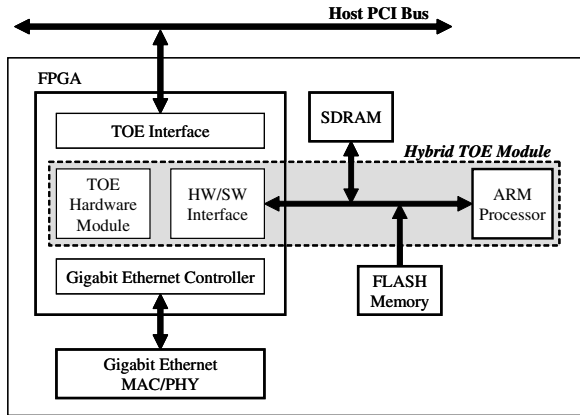 Host PCI Bus
FPGA
TOE Interface
SDRAM
Hybrid TOE Module
TOE
Hardware
Module
HW/SW
Interface
ARM
Processor
Gigabit Ethernet Controller
FLASH
Memory
Gigabit Ethernet
MAC/PHY